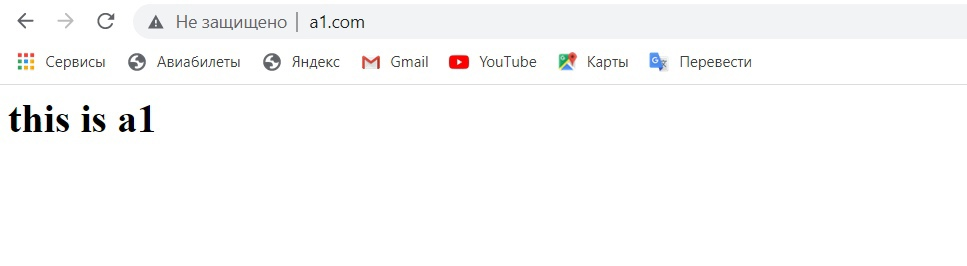 Не защищено | a1.com
Сервисы Авиабилеты Яндекс Gmail YouTube Карты Перевести
this is a1